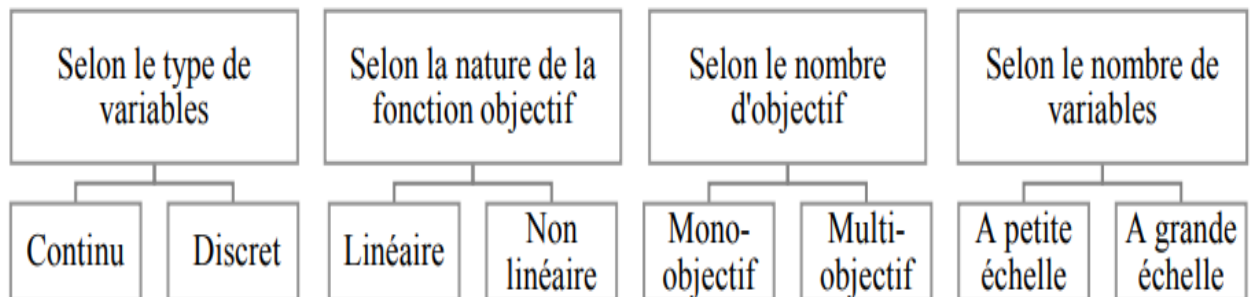 Selon le type de
variables
Selon la nature de la
fonction objectif
Selon le nombre
d'objectif
Selon le nombre de
variables
Continu
Discret
Linéaire
Non
linéaire
Mono-
objectif
Multi-
objectif
A petite
échelle
A grande
échelle